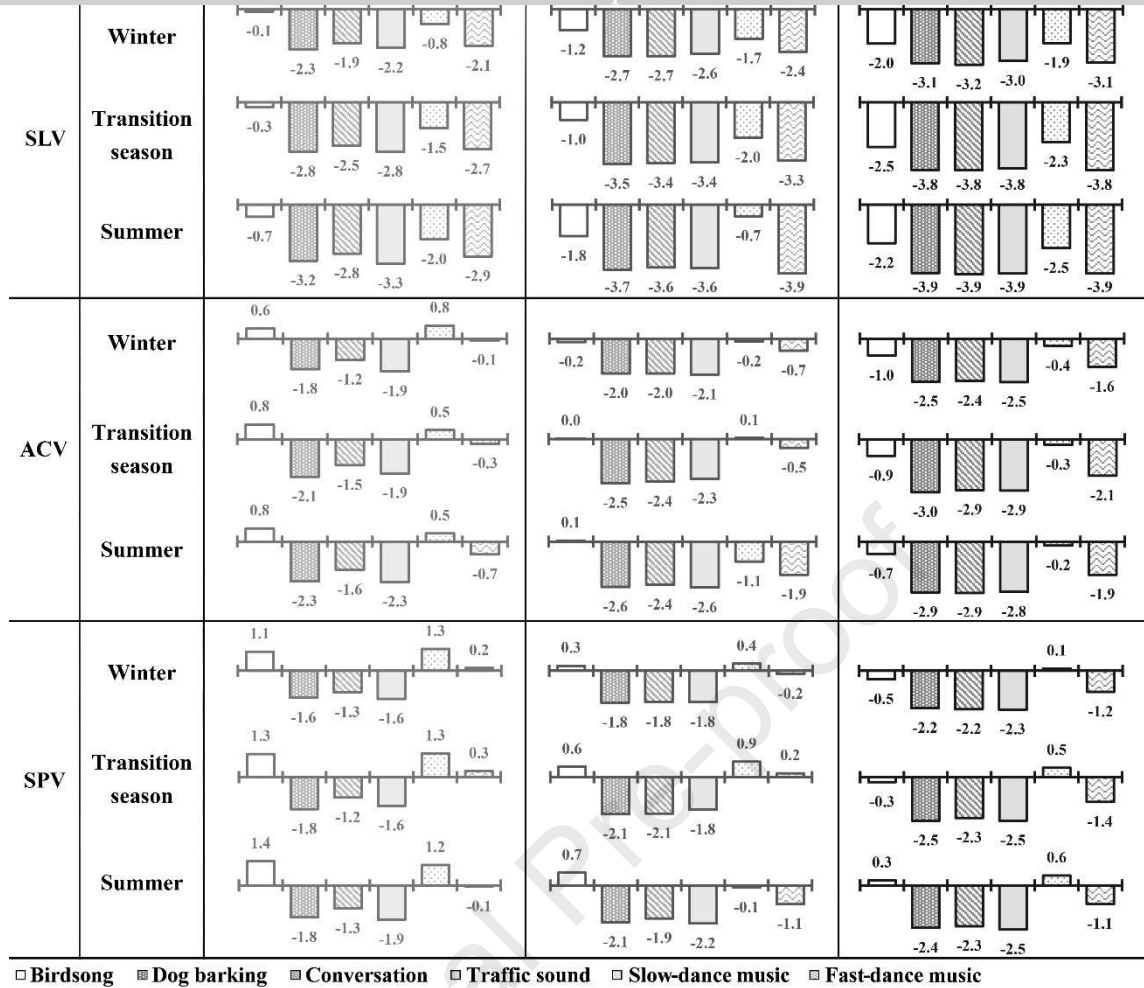 Winter
-0.1 -2.3 -1.9 -2.2 -0.8 -2.1
-1.2 -2.7 -2.7 -2.6 -1.7 -2.4
-2.0 -3.1 -3.2 -3.0 -1.9 -3.1
SLV
Transition
season
-0.3 -2.8 -2.5 -2.8 -1.5 -2.7
-1.0 -3.5 -3.4 -3.4 -2.0 -3.3
-2.5 -3.8 -3.8 -3.8 -2.3 -3.8
Summer
-0.7 -3.2 -2.8 -3.3 -2.0 -2.9
-1.8 -3.7 -3.6 -3.6 -0.7 -3.9
-2.2 -3.9 -3.9 -3.9 -2.5 -3.9
Winter
0.6 -1.8 -1.2 -1.9 0.8 -0.1
-0.2 -2.0 -2.0 -2.1 -0.2 -0.7
-1.0 -2.5 -2.4 -2.5 -0.4 -1.6
ACV
Transition
season
0.8 -2.1 -1.5 -1.9 0.5 -0.3
0.0 -2.5 -2.4 -2.3 0.1 -0.5
-0.9 -3.0 -2.9 -2.9 -0.3 -2.1
Summer
0.8 -2.3 -1.6 -2.3 0.5 -0.7
0.1 -2.6 -2.4 -2.6 -1.1 -1.9
-0.7 -2.9 -2.9 -2.8 -0.2 -1.9
Winter
1.1 -1.6 -1.3 -1.6 1.3 0.2
0.3 -1.8 -1.8 -1.8 0.4 -0.2
-0.5 -2.2 -2.2 -2.3 0.1 -1.2
SPV
Transition
season
1.3 -1.8 -1.2 -1.6 1.3 0.3
0.6 -2.1 -2.1 -1.8 0.9 0.2
-0.3 -2.5 -2.3 -2.5 0.5 -1.4
Summer
1.4 -1.8 -1.3 -1.9 1.2 -0.1
0.7 -2.1 -1.9 -2.2 -0.1 -1.1
0.3 -2.4 -2.3 -2.5 0.6 -1.1
Birdsong Dog barking Conversation Traffic sound Slow-dance music Fast-dance music
al Pre-proof